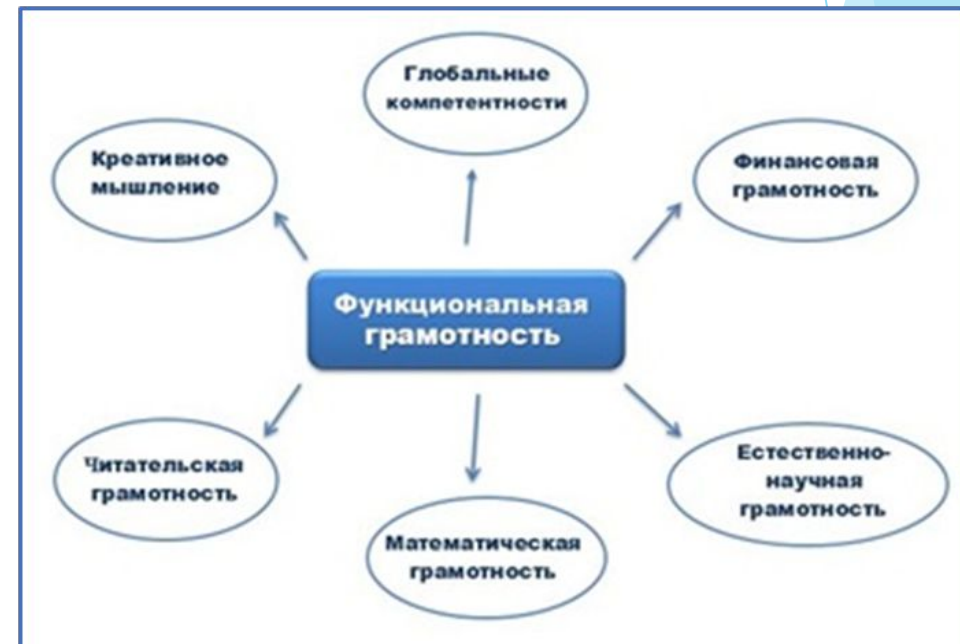 Глобальные
компетентности
Креативное
мышление
Финансовая
грамотность
Функциональная
грамотность
Читательская
грамотность
Математическая
грамотность
Естественно-
научная
грамотность